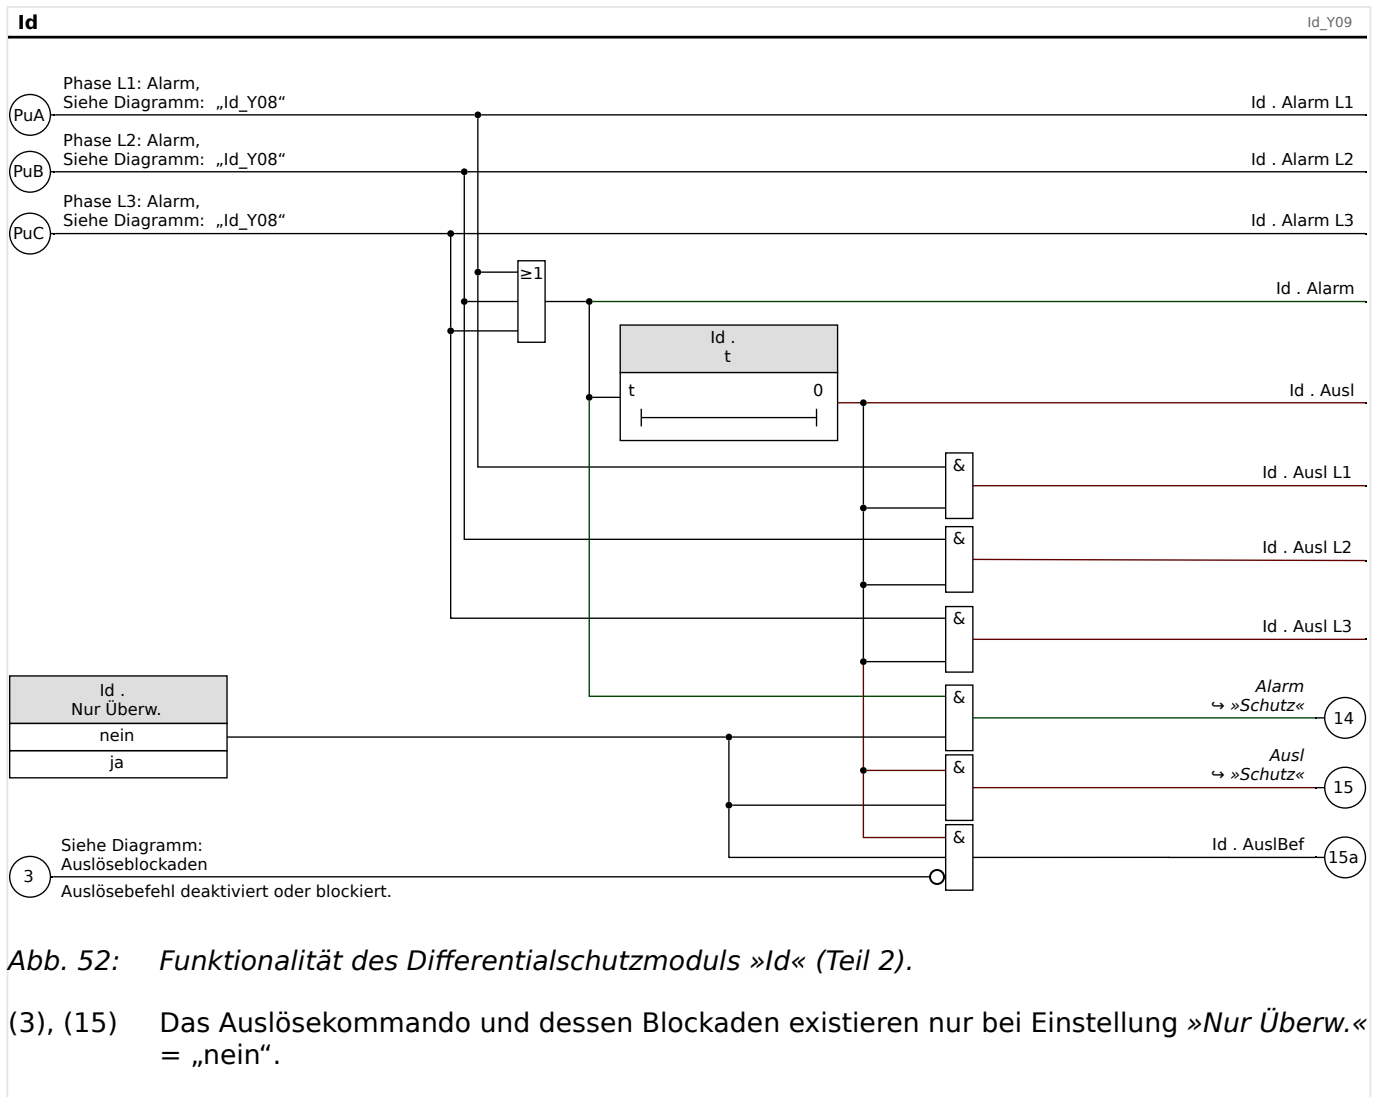 Id
Id_Y09
Phase L1: Alarm,
Siehe Diagramm: „Id_Y08“
PuA
Id . Alarm L1
Phase L2: Alarm,
Siehe Diagramm: „Id_Y08“
PuB
Id . Alarm L2
Phase L3: Alarm,
Siehe Diagramm: „Id_Y08“
PuC
Id . Alarm L3
≥1
Id . Alarm
Id .
t
t 0
Id . Ausl
&
Id . Ausl L1
&
Id . Ausl L2
&
Id . Ausl L3
Id .
Nur Überw.
nein
ja
&
Alarm
↪ »Schutz«
14
&
Ausl
↪ »Schutz«
15
&
Id . AuslBef
15a
Siehe Diagramm:
Auslöseblockaden
3
Auslösebefehl deaktiviert oder blockiert.
Abb. 52: Funktionalität des Differentialschutzmoduls »Id« (Teil 2).
(3), (15) Das Auslösekommando und dessen Blockaden existieren nur bei Einstellung »Nur Überw.«
= „nein“.